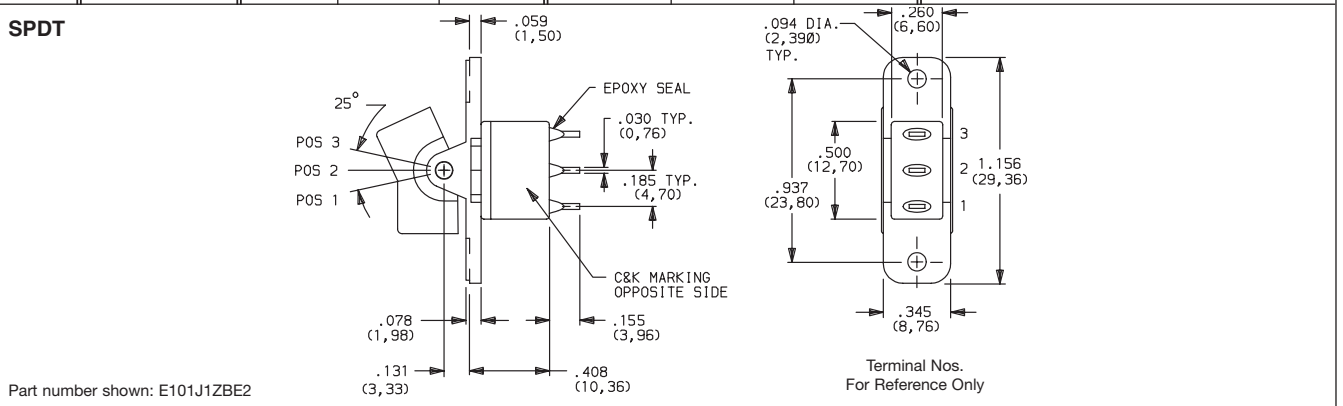 SPDT
.059
(1,50)
25°
POS 3
POS 2
POS 1
EPOXY SEAL
.030 TYP.
(0,76)
.185 TYP.
(4,70)
C&K MARKING
OPPOSITE SIDE
.078
(1,98)
.155
(3,96)
.131
(3,33)
.408
(10,36)
Part number shown: E101J1ZBE2
.094 DIA.
(2,390)
TYP.
.260
(6,60)
.500
(12,70)
.937
(23,80)
3
2
1
1.156
(29,36)
.345
(8,76)
Terminal Nos.
For Reference Only